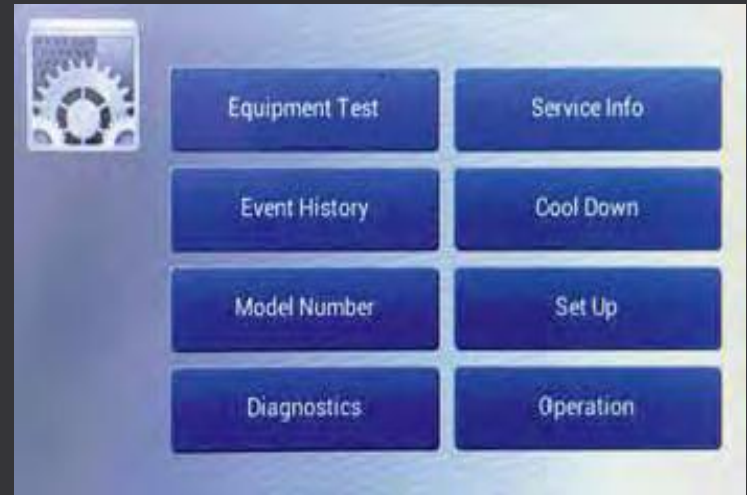 Equipment Test
Service Info
Event History
Cool Down
Model Number
Set Up
Diagnostics
Operation